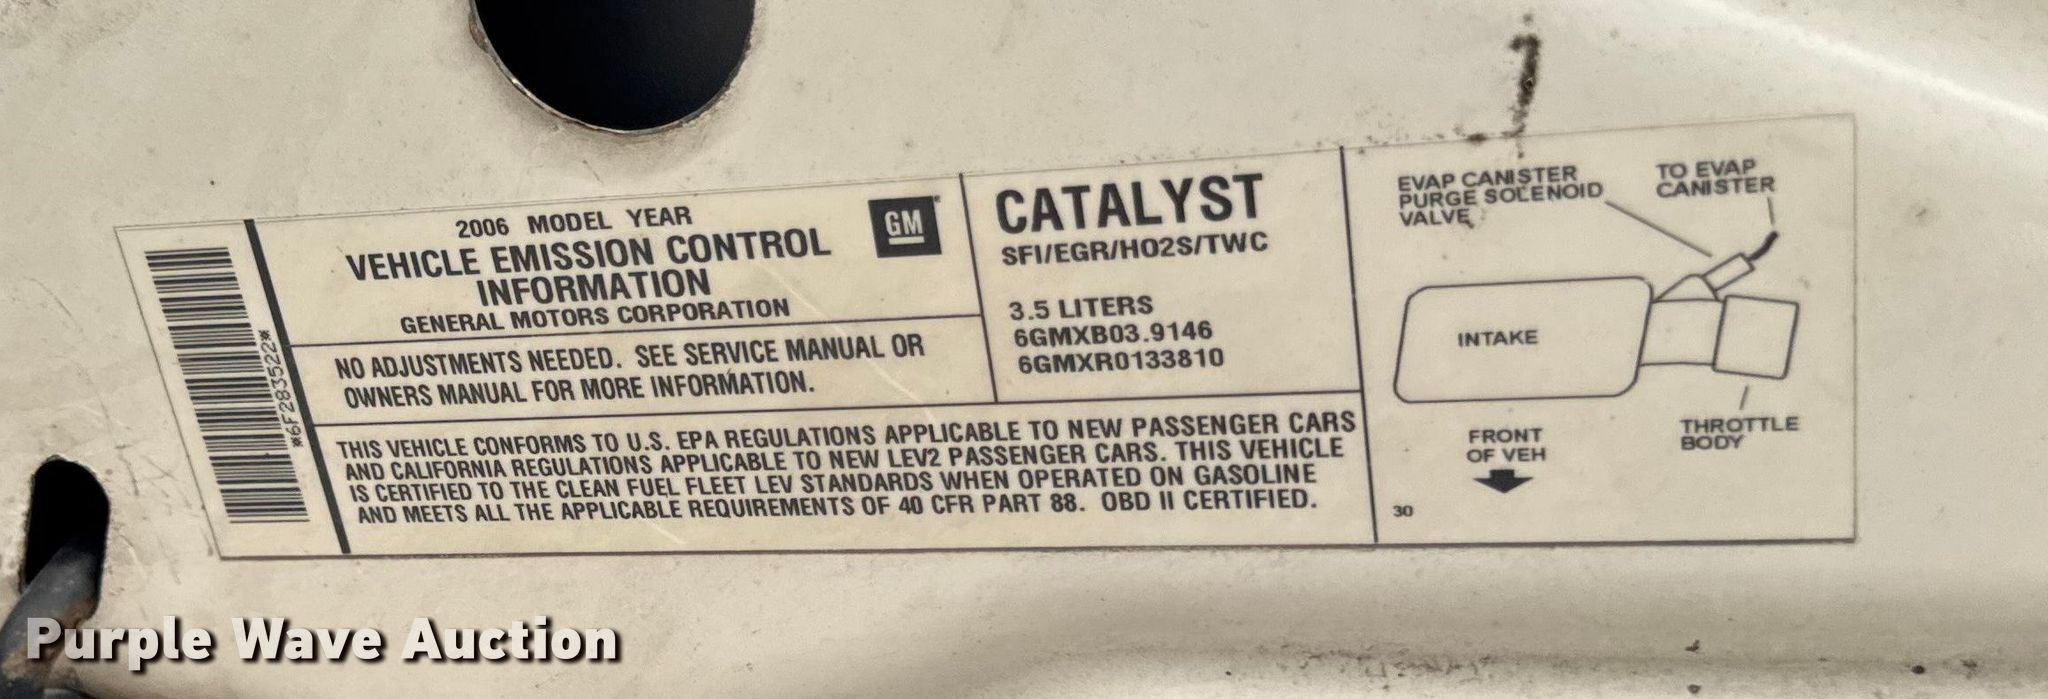 2006 MODEL YEAR
VEHICLE EMISSION CONTROL
INFORMATION
GENERAL MOTORS CORPORATION
GM
NO ADJUSTMENTS NEEDED. SEE SERVICE MANUAL OR
OWNERS MANUAL FOR MORE INFORMATION.
CATALYST
SFI/EGR/HO2S/TWC
3.5 LITERS
6GMXB03.9146
6GMXR0133810
THIS VEHICLE CONFORMS TO U.S. EPA REGULATIONS APPLICABLE TO NEW PASSENGER CARS
AND CALIFORNIA REGULATIONS APPLICABLE TO NEW LEV2 PASSENGER CARS. THIS VEHICLE
IS CERTIFIED TO THE CLEAN FUEL FLEET LEV STANDARDS WHEN OPERATED ON GASOLINE
AND MEETS ALL THE APPLICABLE REQUIREMENTS OF 40 CFR PART 88. OBD II CERTIFIED.
*6F283522*
EVAP CANISTER
PURGE SOLENOID
VALVE
TO EVAP
CANISTER
INTAKE
THROTTLE
BODY
FRONT
OF VEH
30
Purple Wave Auction